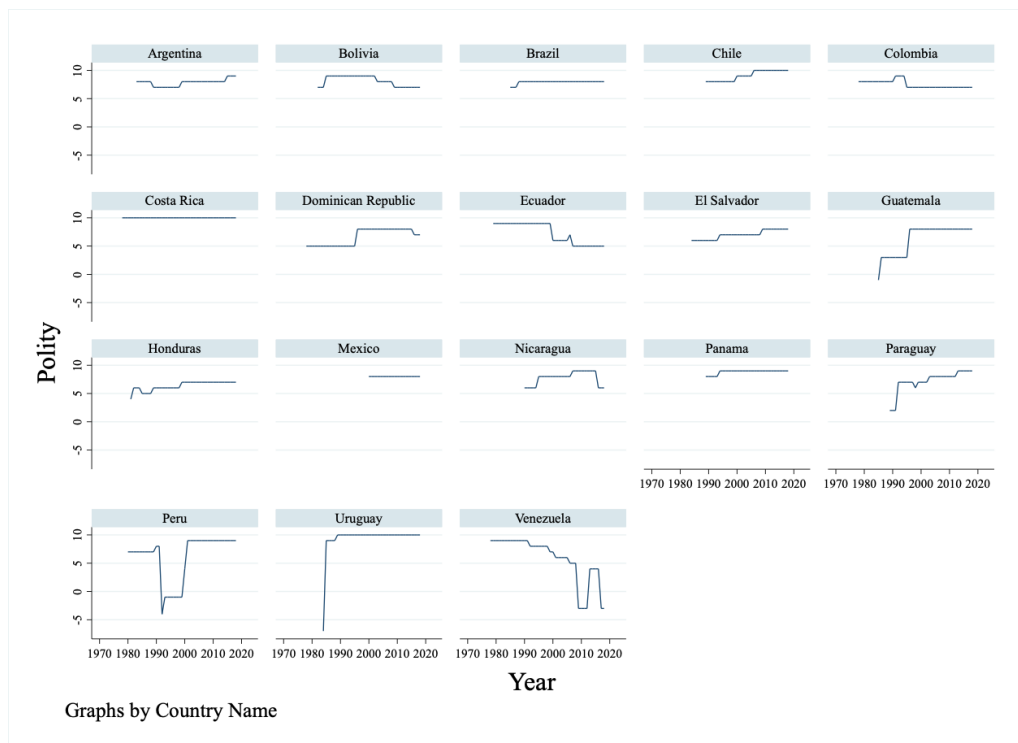 Argentina Bolivia Brazil Chile Colombia
10
5
0
-5
Costa Rica Dominican Republic Ecuador El Salvador Guatemala
10
5
0
-5
Honduras Mexico Nicaragua Panama Paraguay
10
5
0
-5
1970 1980 1990 2000 2010 2020 1970 1980 1990 2000 2010 2020
Peru Uruguay Venezuela
10
5
0
-5
1970 1980 1990 2000 2010 2020 1970 1980 1990 2000 2010 2020 1970 1980 1990 2000 2010 2020
Polity
Year
Graphs by Country Name